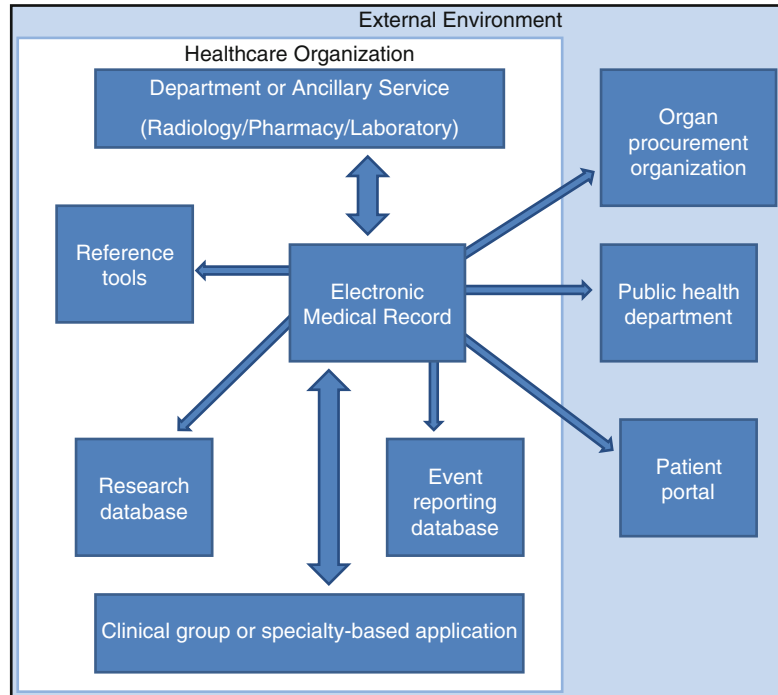 External Environment
Healthcare Organization
Department or Ancillary Service
(Radiology/Pharmacy/Laboratory)
Organ
procurement
organization
Reference
tools
Electronic
Medical Record
Public health
department
Research
database
Event
reporting
database
Patient
portal
Clinical group or specialty-based application